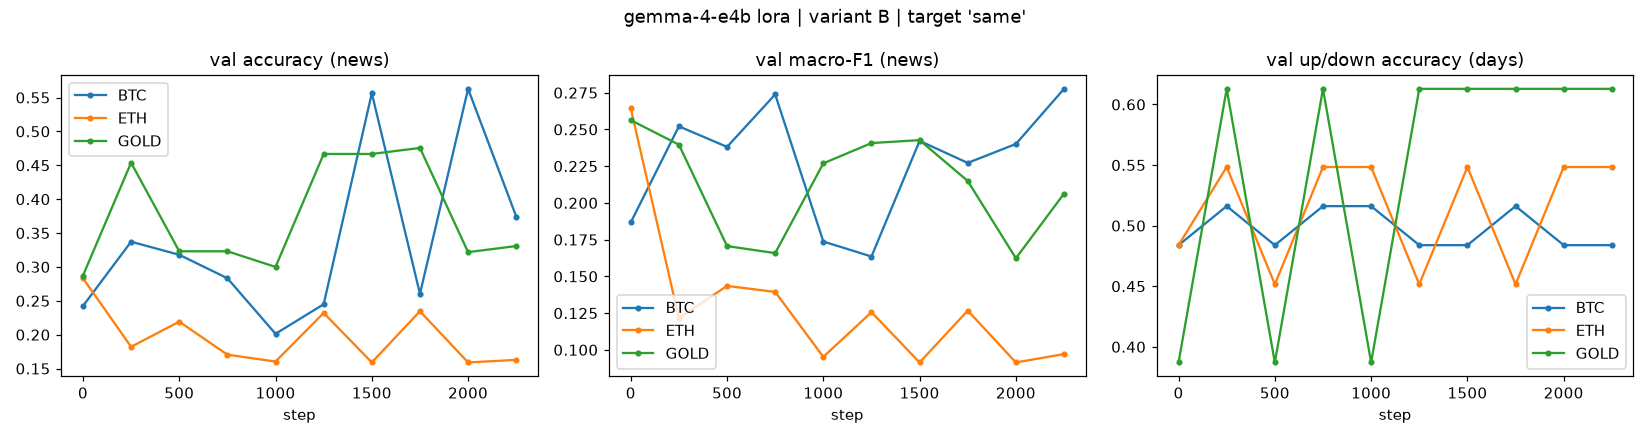 gemma-4-e4b lora | variant B | target 'same'
val accuracy (news)
0.55
0.50
0.45
0.40
0.35
0.30
0.25
0.20
0.15
BTC
ETH
GOLD
0 500 1000 1500 2000
step
val macro-F1 (news)
0.275
0.250
0.225
0.200
0.175
0.150
0.125
0.100
BTC
ETH
GOLD
0 500 1000 1500 2000
step
val up/down accuracy (days)
0.60
0.55
0.50
0.45
0.40
BTC
ETH
GOLD
0 500 1000 1500 2000
step